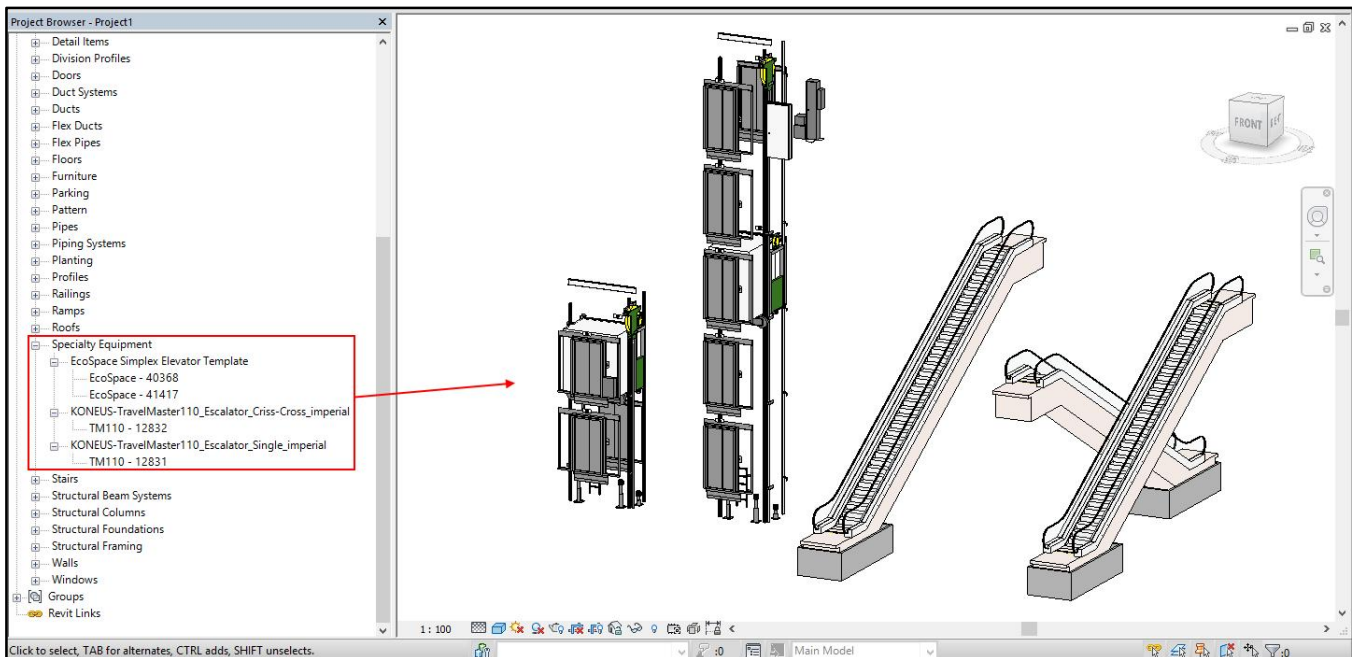 Project Browser - Project1
Detail Items
Division Profiles
Doors
Duct Systems
Ducts
Flex Ducts
Flex Pipes
Floors
Furniture
Parking
Pattern
Pipes
Piping Systems
Planting
Profiles
Railings
Ramps
Roofs
Specialty Equipment
EcoSpace Simplex Elevator Template
EcoSpace - 40368
EcoSpace - 41417
KONEUS-TravelMaster110_Escalator_Criss-Cross_imperial
TM110 - 12832
KONEUS-TravelMaster110_Escalator_Single_imperial
TM110 - 12831
Stairs
Structural Beam Systems
Structural Columns
Structural Foundations
Structural Framing
Walls
Windows
Groups
Revit Links
FRONT
1 : 100
Click to select, TAB for alternates, CTRL adds, SHIFT unselects.
:0
Main Model
:0